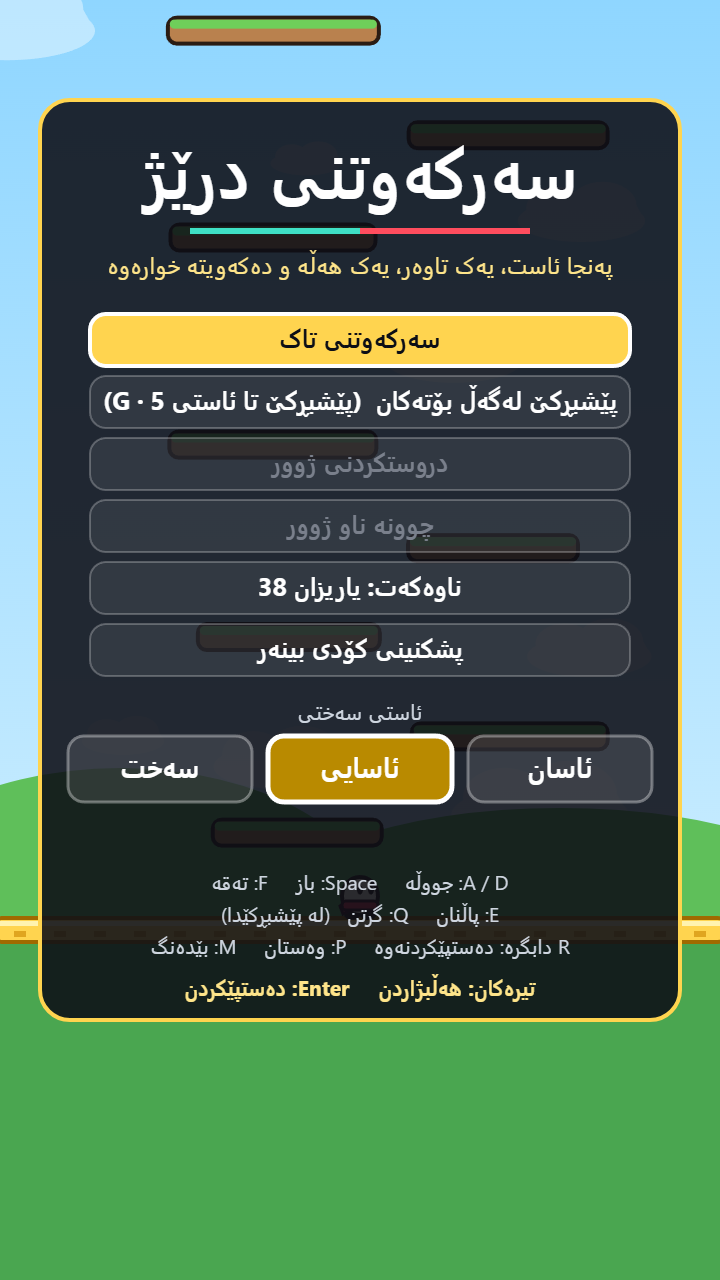 سەرکەوتنی درێژ
پەنجا ئاست، یەک تاوەر، یەک هەڵە و دەکەویتە خوارەوە
سەرکەوتنی تاک
پێشبڕکێ لەگەڵ بۆتەکان (پێشبڕکێ تا ئاستی 5 · G)
دروستکردنی ژوور
چوونە ناو ژوور
ناوەکەت: یاریزان 38
پشکنینی کۆدی بینەر
ئاستی سەختی
ئاسان
ئاسایی
سەخت
A / D: جووڵە Space: باز F: تەقە
E: پاڵنان Q: گرتن (لە پێشبڕکێدا)
R دابگرە: دەستپێکردنەوە P: وەستان M: بێدەنگ
تیرەکان: هەڵبژاردن Enter: دەستپێکردن